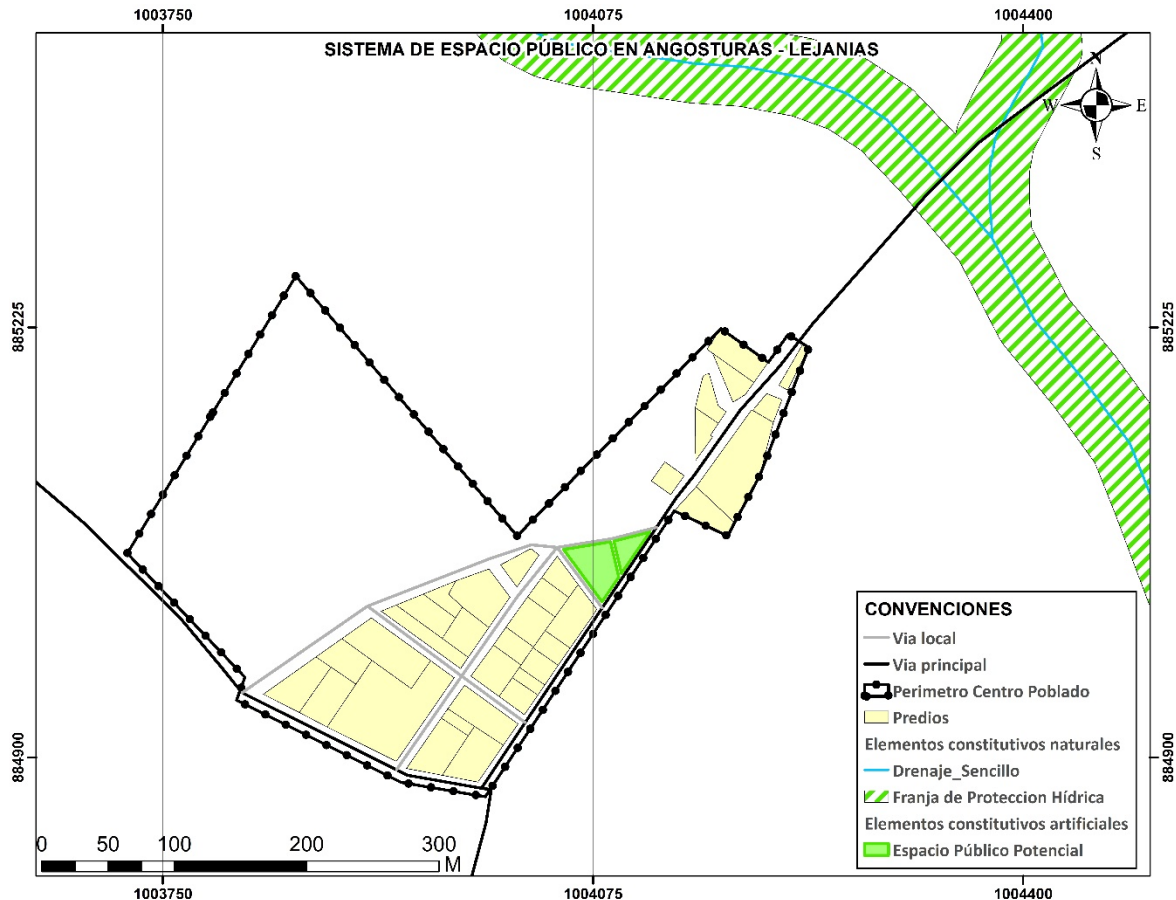 1003750 1004075 1004400
SISTEMA DE ESPACIO PÚBLICO EN ANGOSTURAS - LEJANIAS
N
W E
S
885225 885225
CONVENCIONES
Via local
Via principal
Perimetro Centro Poblado
Predios
Elementos constitutivos naturales
Drenaje_Sencillo
Franja de Proteccion Hídrica
Elementos constitutivos artificiales
Espacio Público Potencial
884900 884900
0 50 100 200 300
M
1003750 1004075 1004400